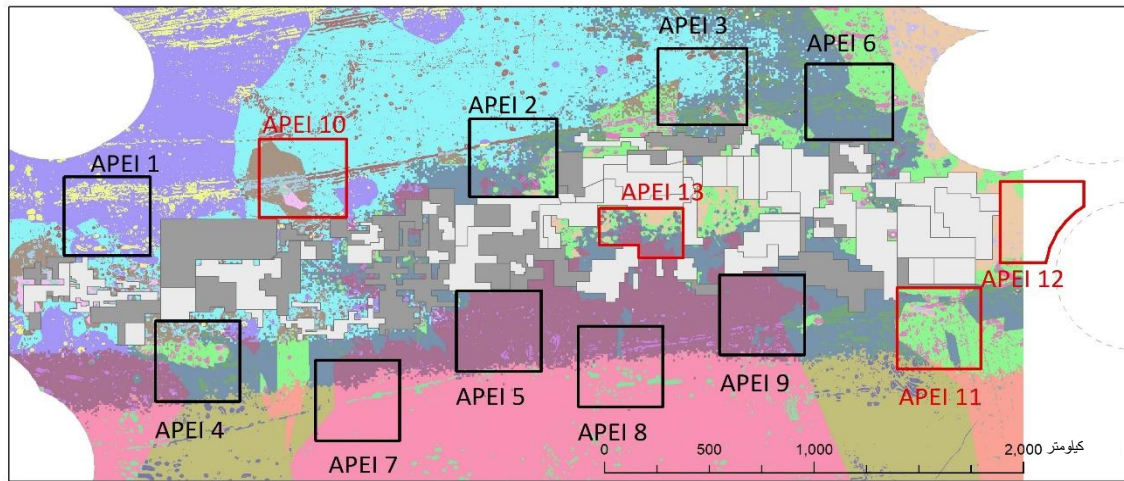 APEI 3
APEI 6
APEI 2
APEI 10
APEI 1
APEI 13
APEI 12
APEI 5
APEI 9
APEI 11
APEI 4
APEI 7
APEI 8
0 500 1,000 2,000 كيلومتر